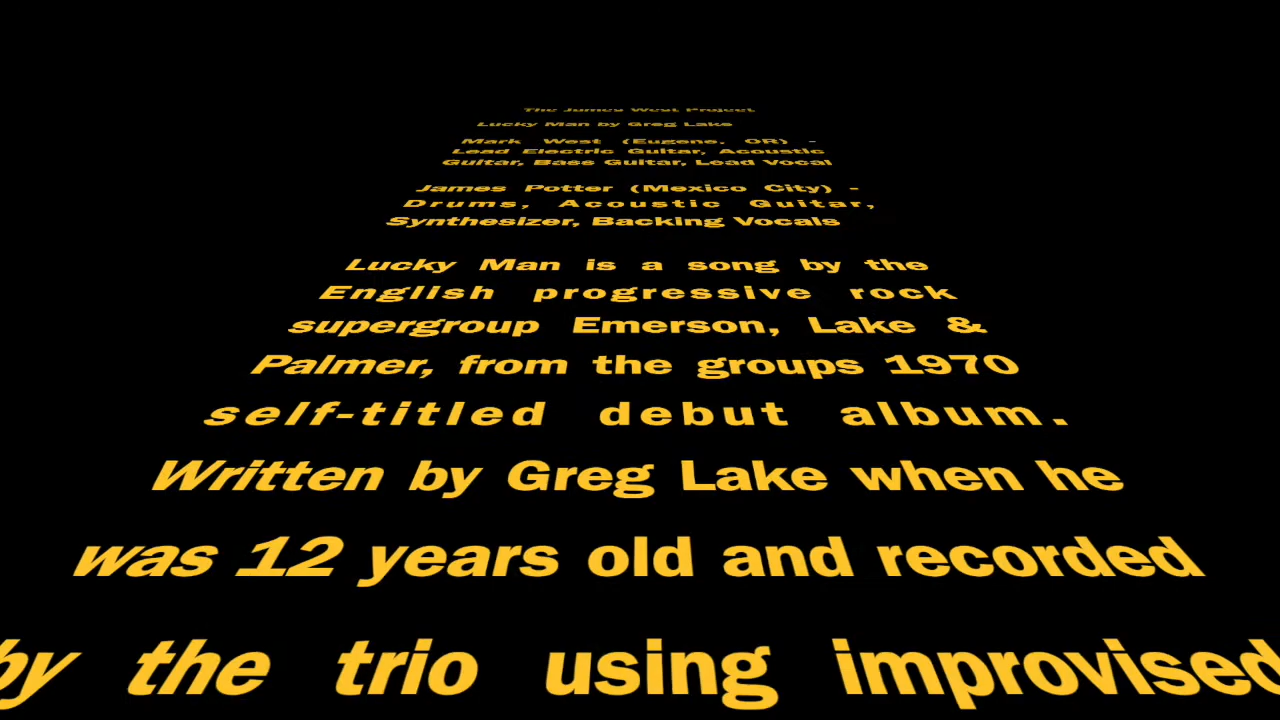 The James West Project
Lucky Man by Greg Lake
Mark West (Eugene, OR) -
Lead Electric Guitar, Acoustic
Guitar, Bass Guitar, Lead Vocal
James Potter (Mexico City) -
Drums, Acoustic Guitar,
Synthesizer, Backing Vocals
Lucky Man is a song by the
English progressive rock
supergroup Emerson, Lake &
Palmer, from the groups 1970
self-titled debut album.
Written by Greg Lake when he
was 12 years old and recorded
by the trio using improvised